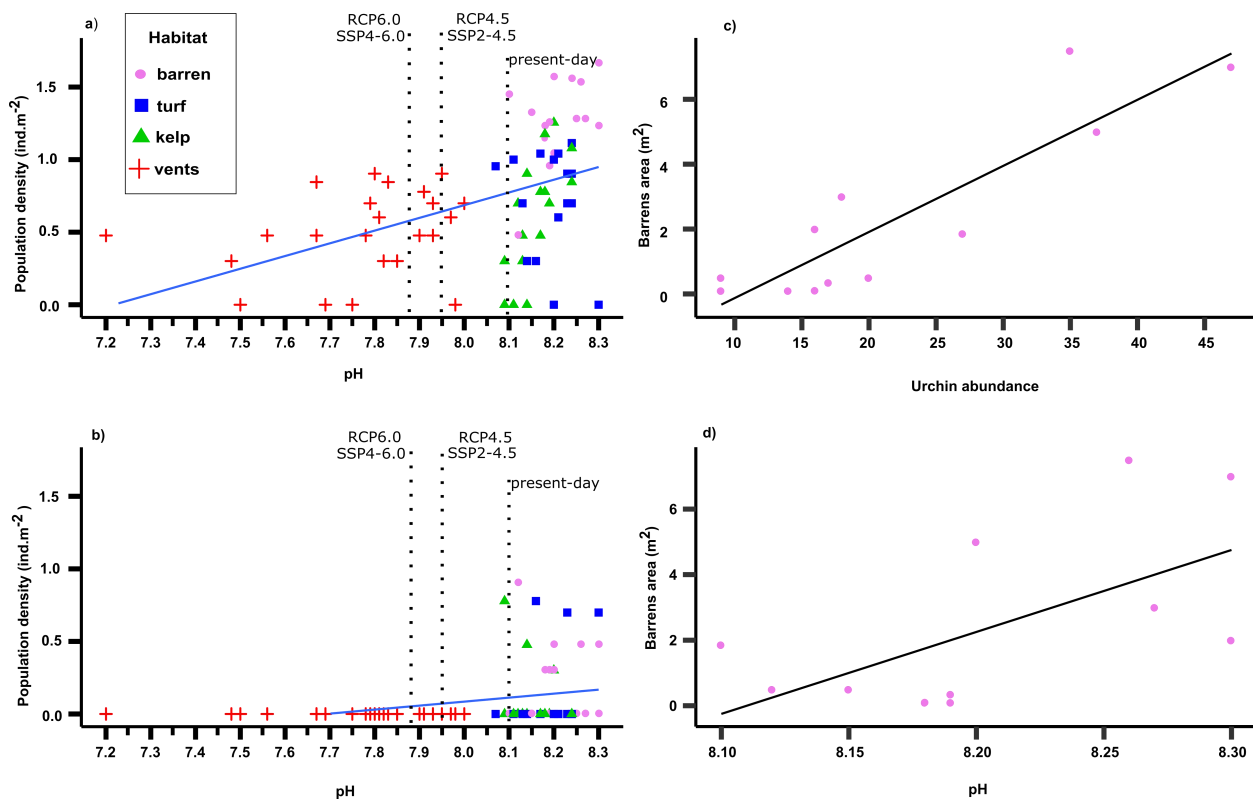 a)
RCP6.0
SSP4-6.0
RCP4.5
SSP2-4.5
present-day
Habitat
barren
turf
kelp
vents
Population density (ind.m-2)
1.5
1.0
0.5
0.0
7.2 7.3 7.4 7.5 7.6 7.7 7.8 7.9 8.0 8.1 8.2 8.3
pH
c)
Barrens area (m2)
6
4
2
0
10 15 20 25 30 35 40 45
Urchin abundance
b)
RCP6.0
SSP4-6.0
RCP4.5
SSP2-4.5
present-day
Population density (ind.m-2 )
1.5
1.0
0.5
0.0
7.2 7.3 7.4 7.5 7.6 7.7 7.8 7.9 8.0 8.1 8.2 8.3
pH
d)
Barrens area (m2)
6
4
2
0
8.10 8.15 8.20 8.25 8.30
pH